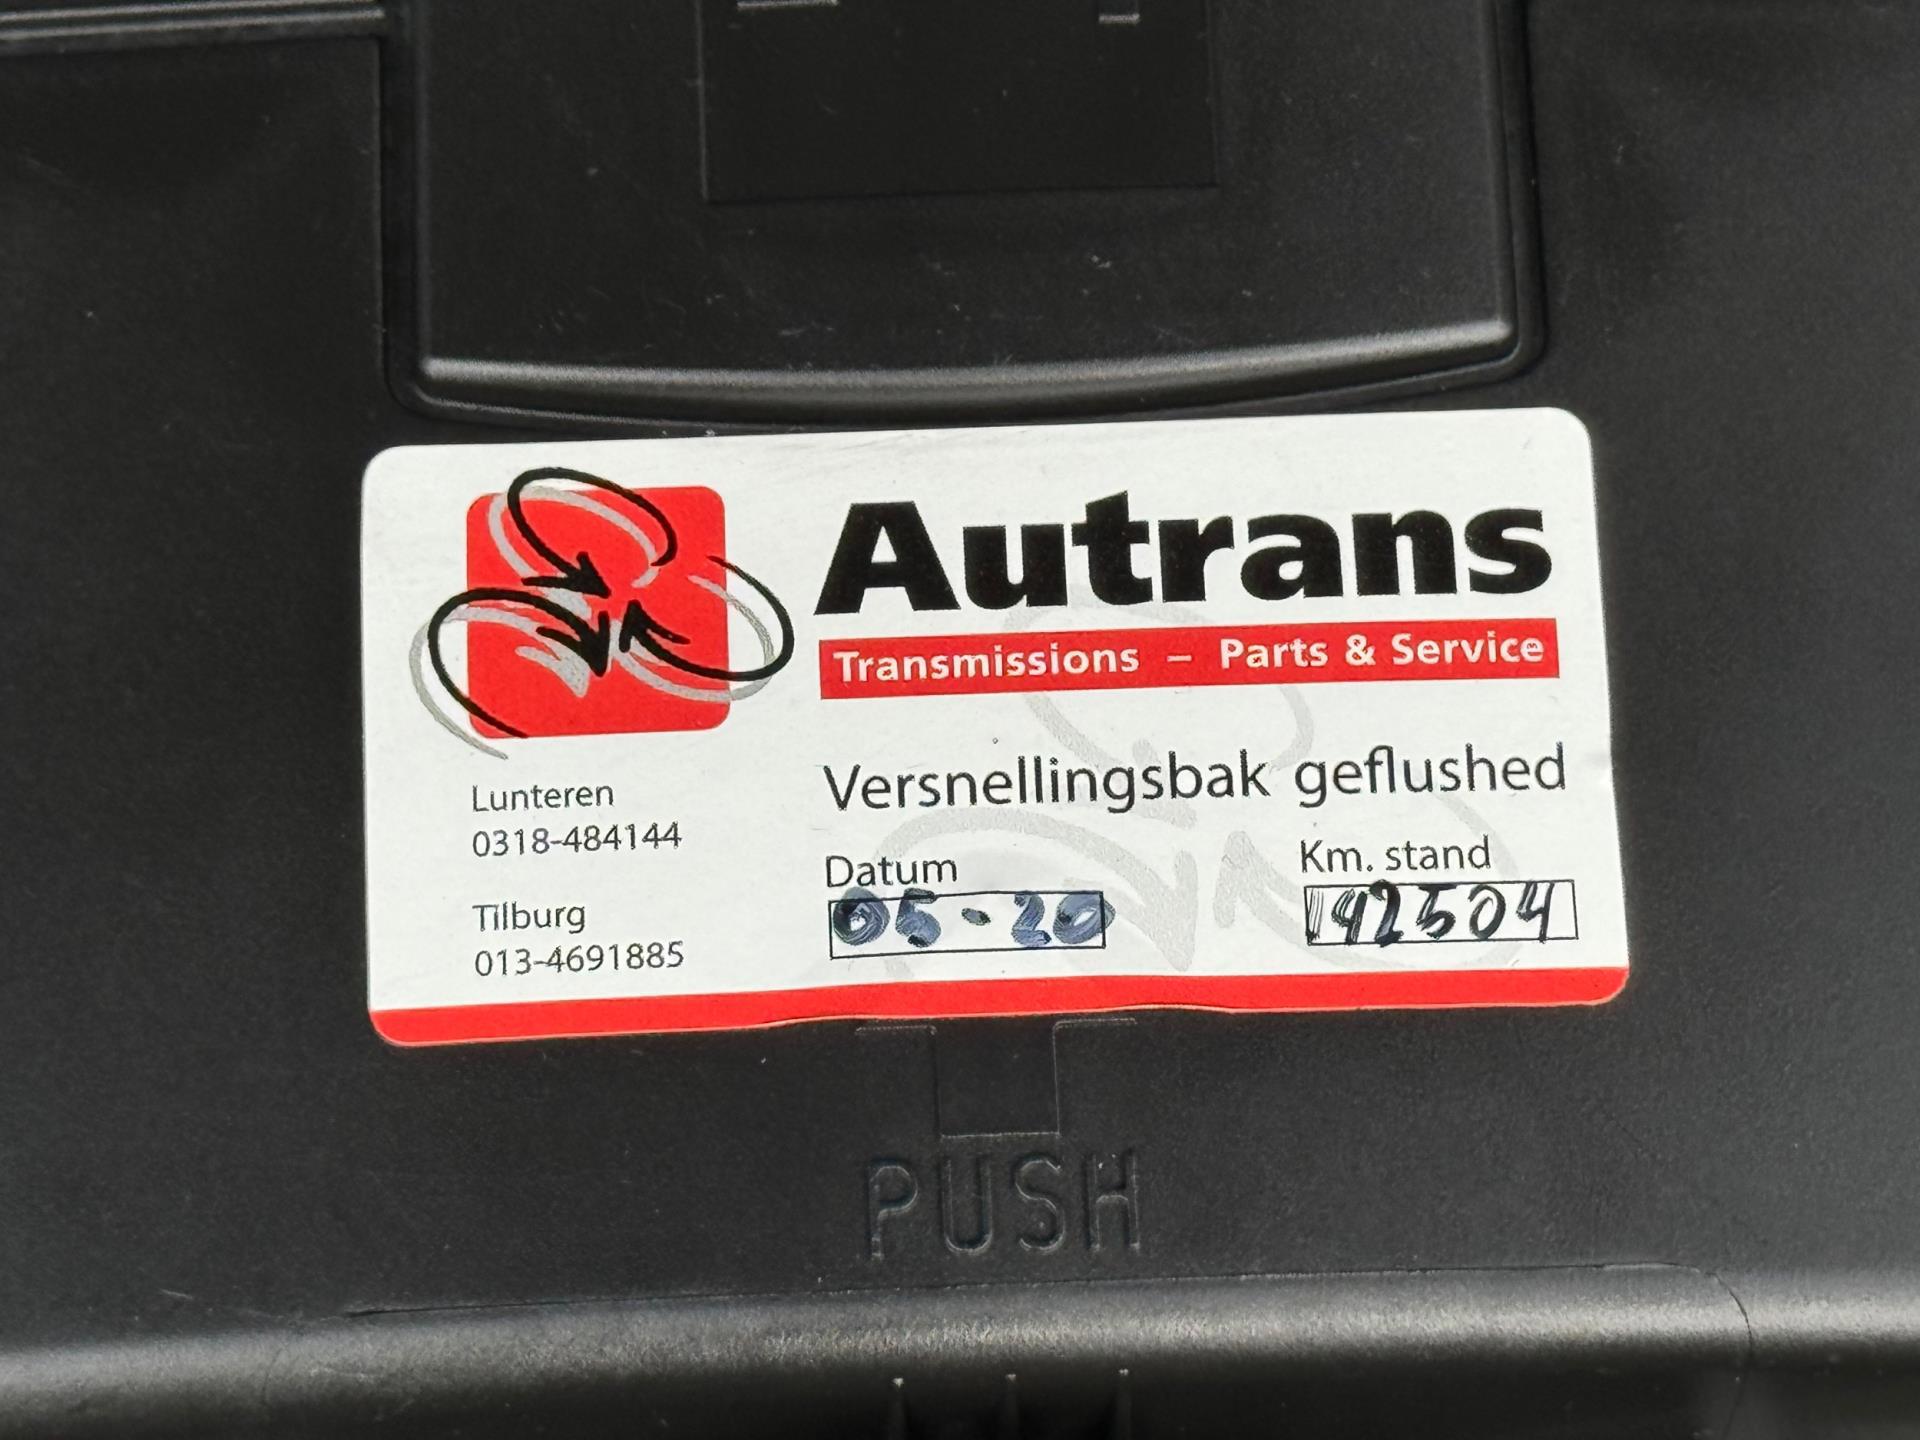 Autrans
Transmissions – Parts & Service
Versnellingsbak geflushed
Lunteren
0318-484144
Tilburg
013-4691885
Datum
05-20
Km. stand
142504
PUSH